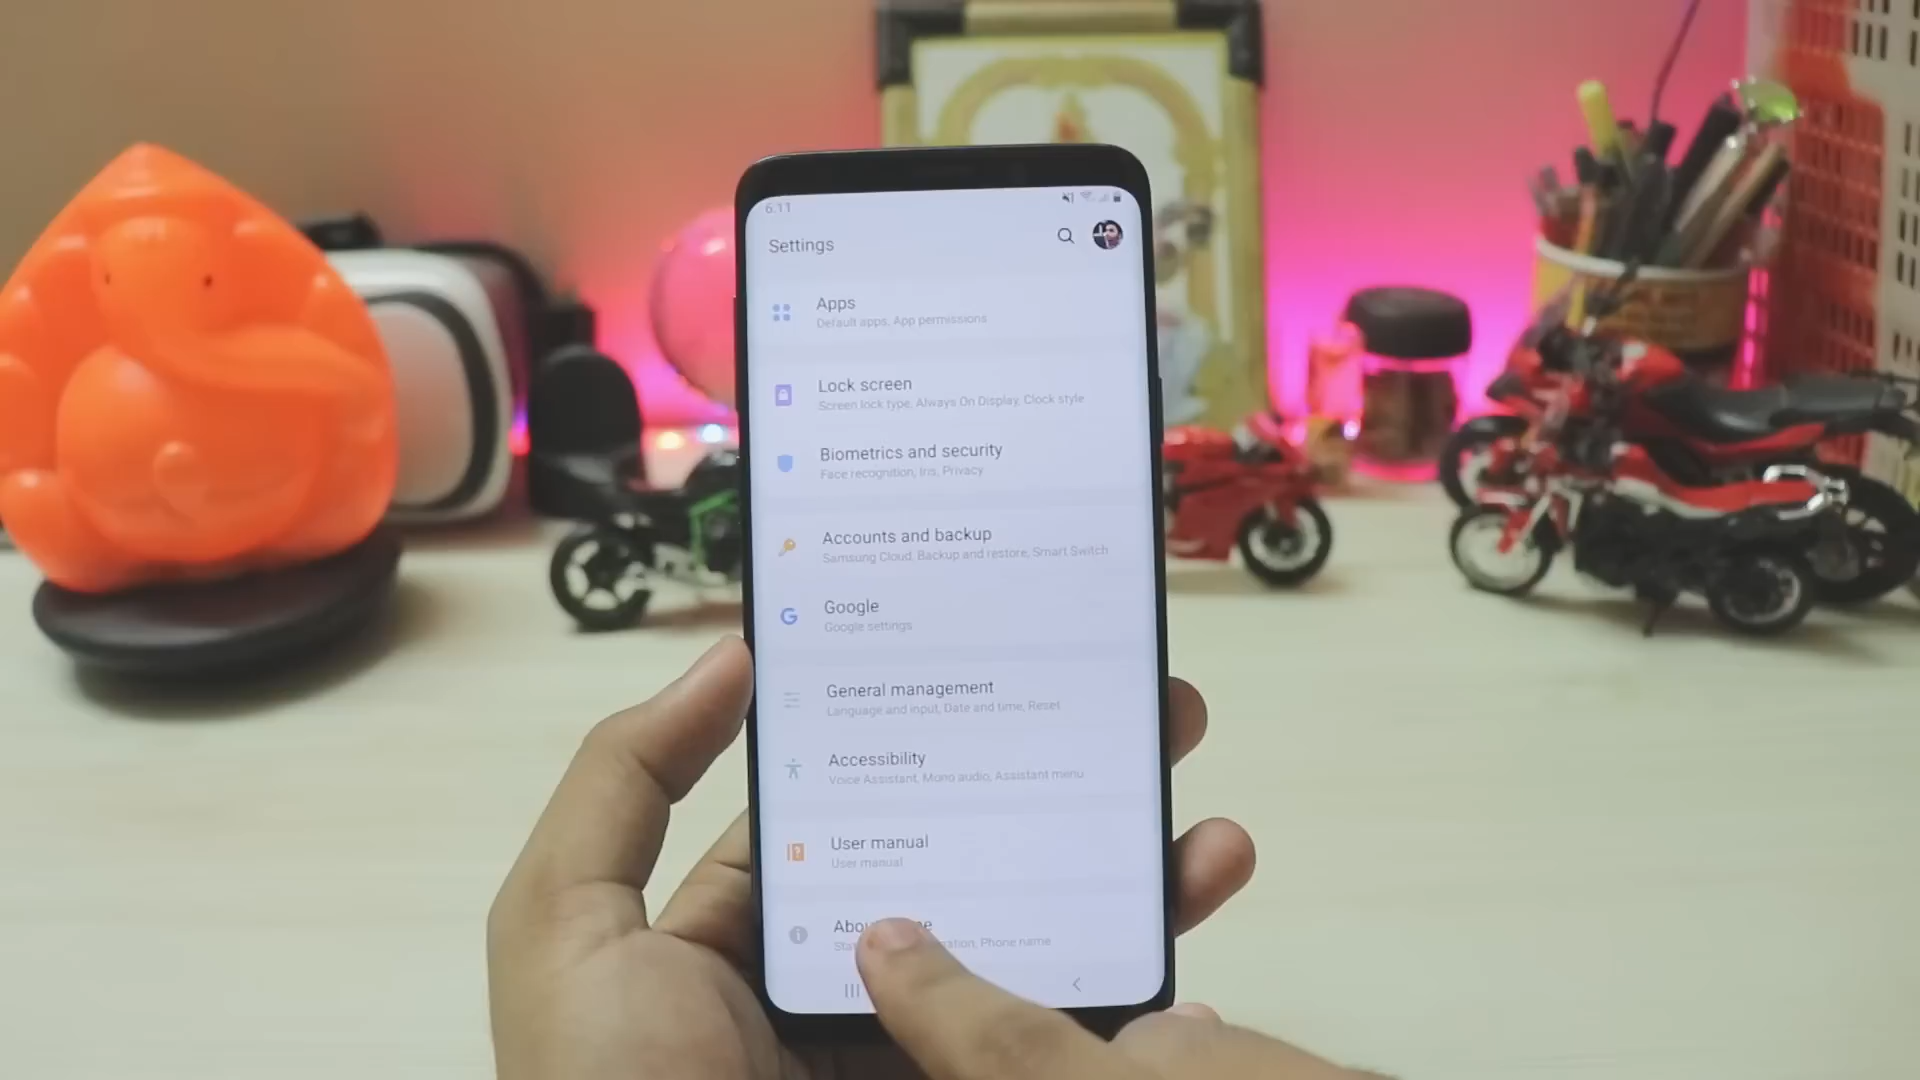 6:11
Settings
Apps
Default apps, App permissions
Lock screen
Screen lock type, Always On Display, Clock style
Biometrics and security
Face recognition, Iris, Privacy
Accounts and backup
Samsung Cloud, Backup and restore, Smart Switch
Google
Google settings
General management
Language and input, Date and time, Reset
Accessibility
Voice Assistant, Mono audio, Assistant menu
User manual
User manual
Phone name